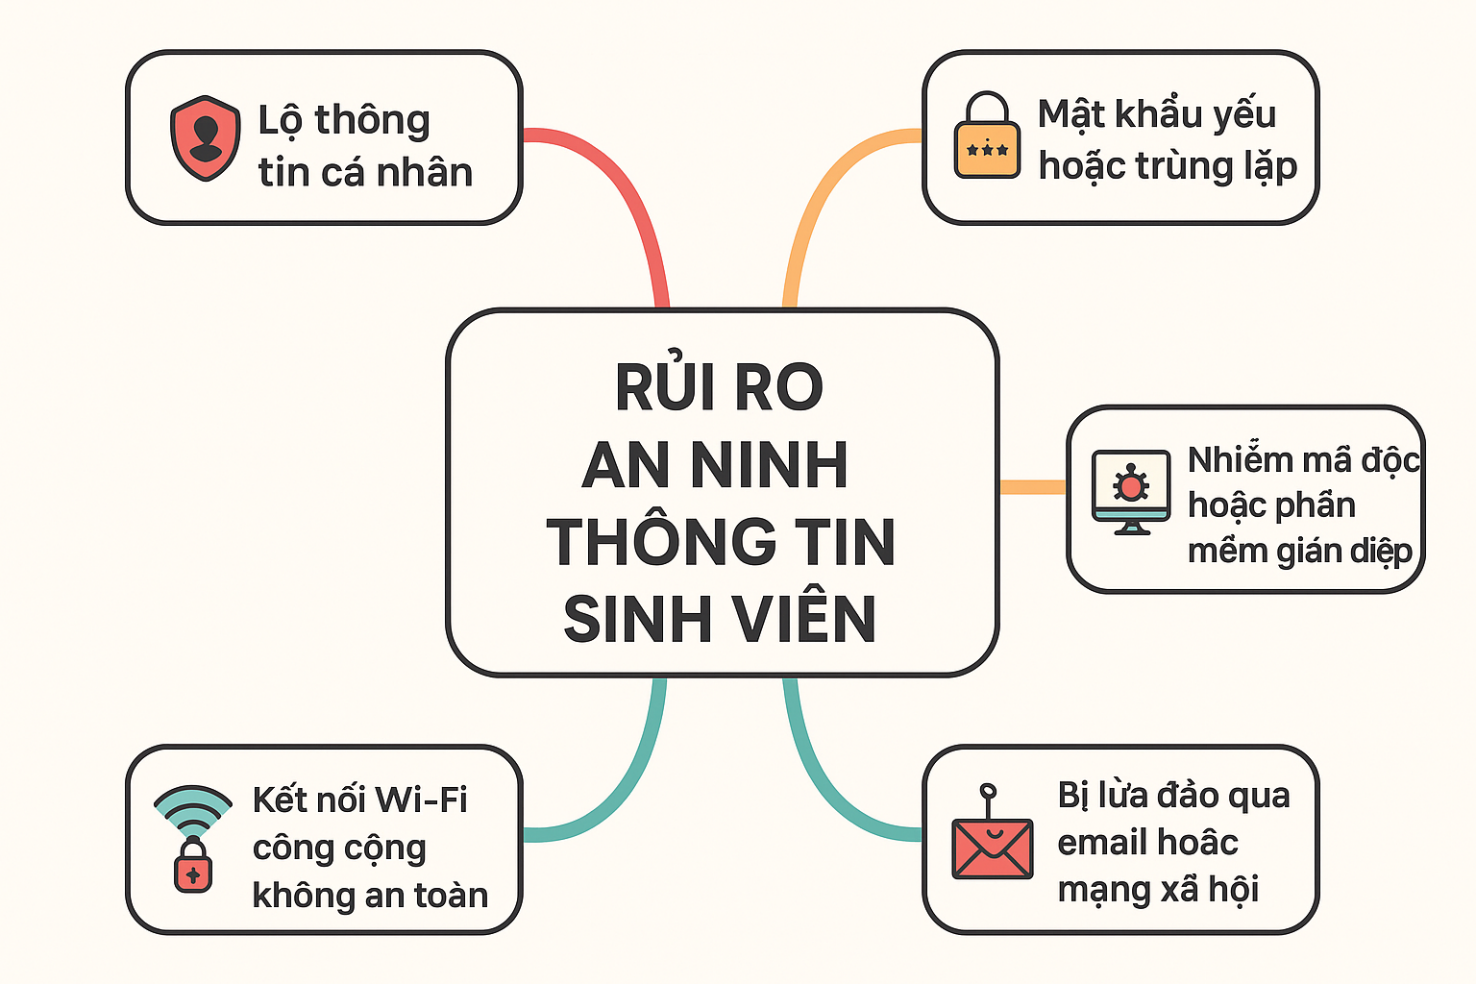 Lộ thông
tin cá nhân
Mật khẩu yếu
hoặc trùng lặp
RỦI RO
AN NINH
THÔNG TIN
SINH VIÊN
Nhiễm mã độc
hoặc phần
mềm gián diệp
Kết nối Wi-Fi
công cộng
không an toàn
Bị lừa đảo qua
email hoâc
mạng xã hội